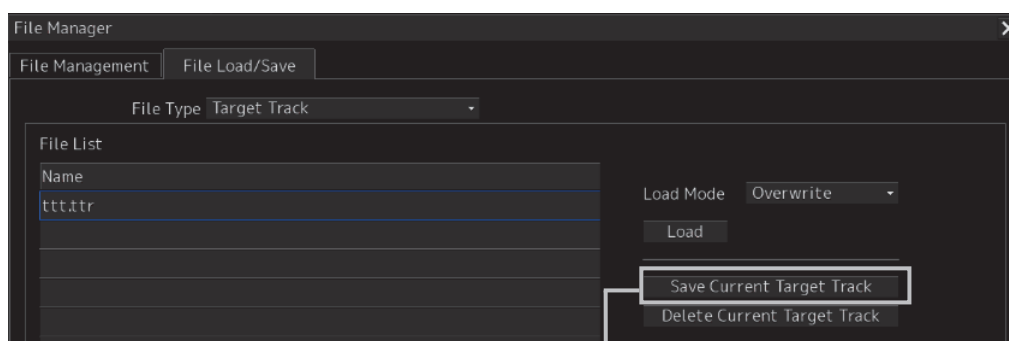 File Manager
File Management File Load/Save
File Type Target Track
File List
Name
ttt.ttr
Load Mode Overwrite
Load
Save Current Target Track
Delete Current Target Track